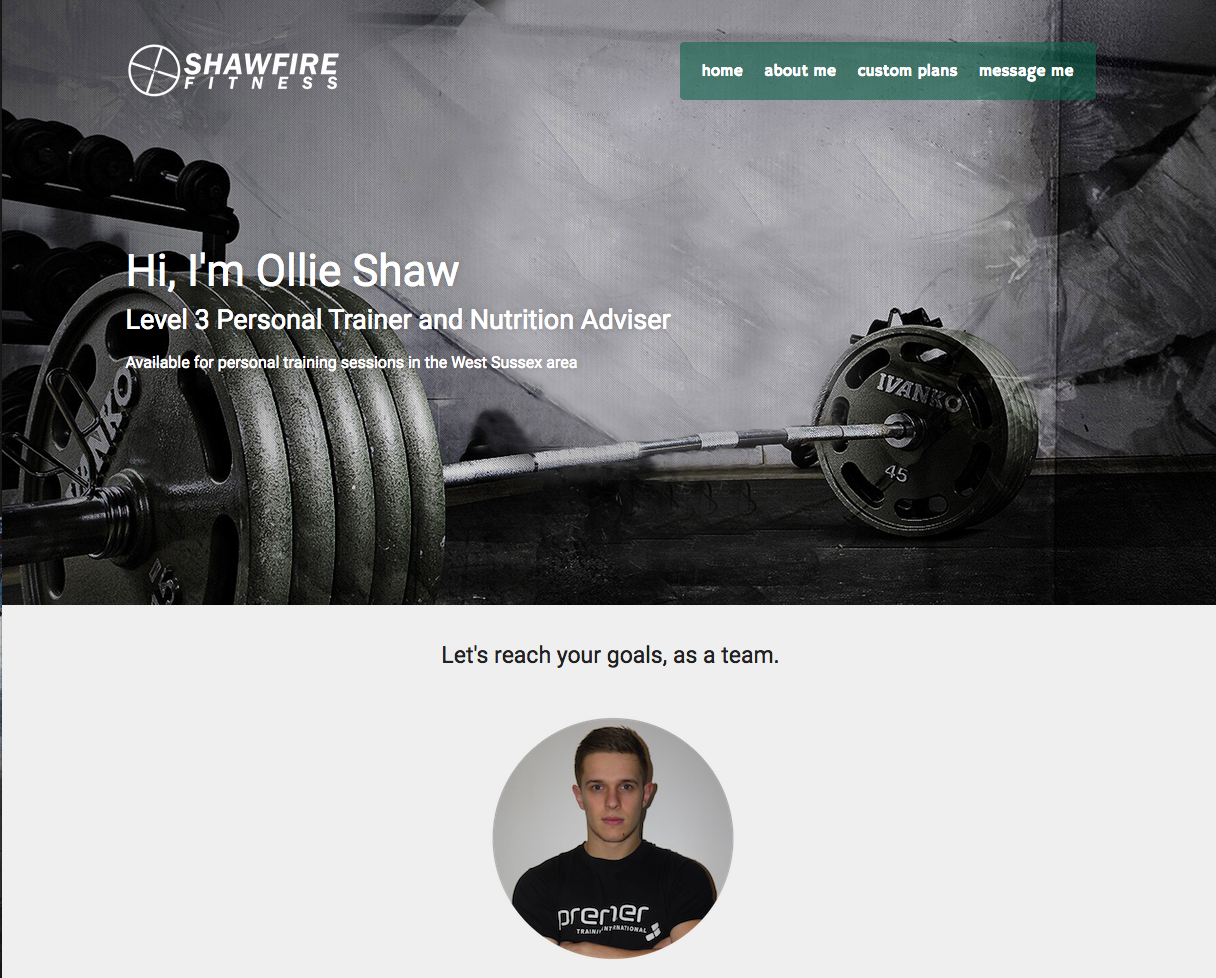 SHAWFIRE
FITNESS
home about me custom plans message me
Hi, I'm Ollie Shaw
Level 3 Personal Trainer and Nutrition Adviser
Available for personal training sessions in the West Sussex area
IVANKO
45
NKO
45
Let's reach your goals, as a team.
premier
INTERNATIONAL